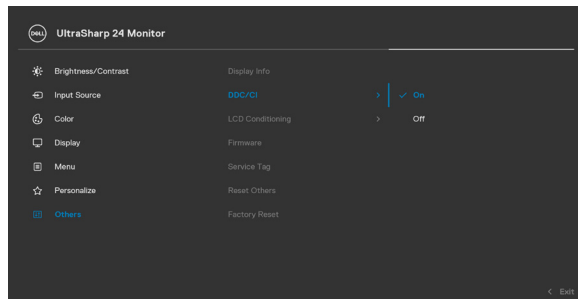 DELL UltraSharp 24 Monitor
Brightness/Contrast Display Info
Input Source DDC/CI > ✓ On
Color LCD Conditioning > Off
Display Firmware
Menu Service Tag
Personalize Reset Others
Others Factory Reset
< Exit